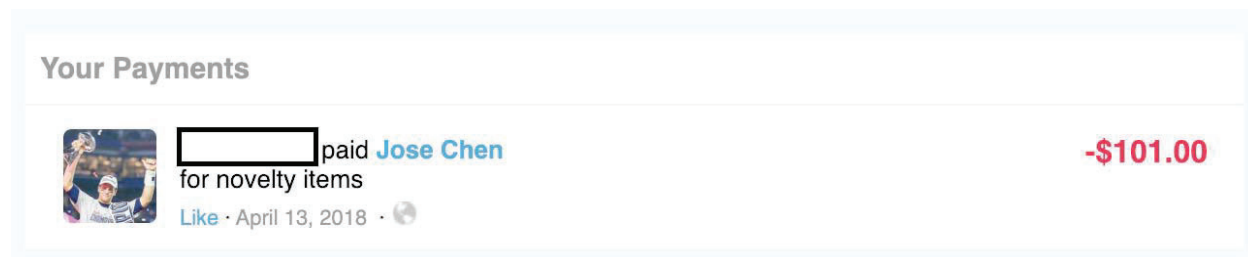 Your Payments
paid Jose Chen
-$101.00
for novelty items
Like · April 13, 2018 ·